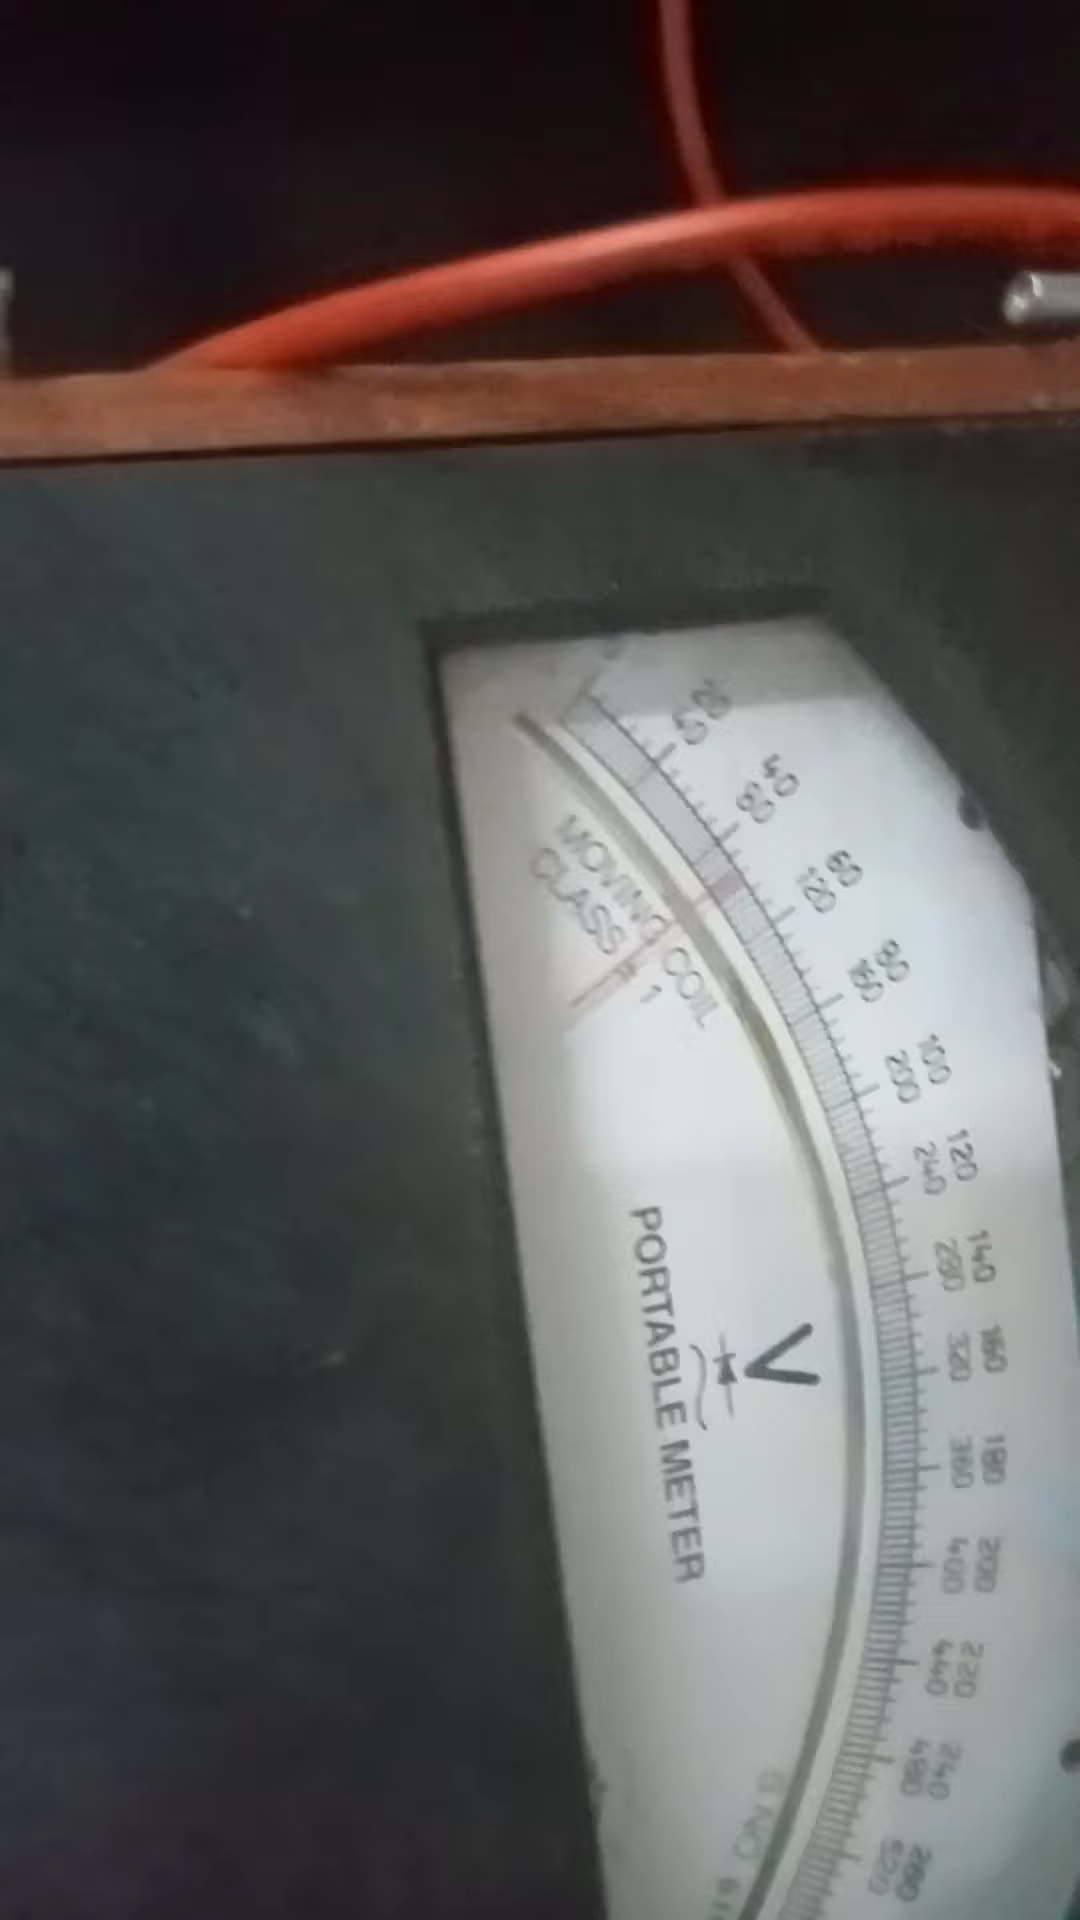 20 40 60 80 100 120 140 160 180 200 220 240 260
40 80 120 160 200 240 280 320 360 400 440 480 520
MOVING COIL
CLASS # 1
V
PORTABLE METER